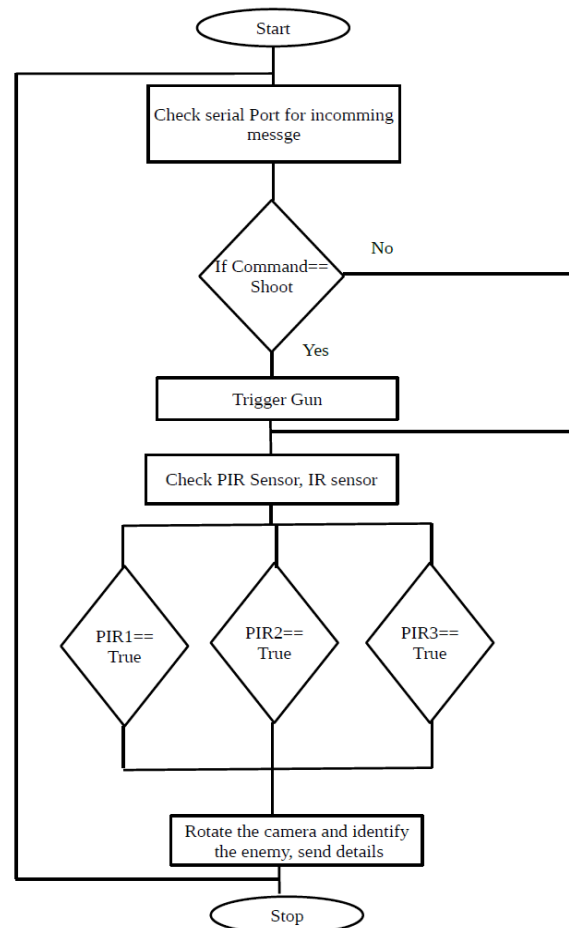 Start
Check serial Port for incomming
messge
If Command==
Shoot
No
Yes
Trigger Gun
Check PIR Sensor, IR sensor
PIR1==
True
PIR2==
True
PIR3==
True
Rotate the camera and identify
the enemy, send details
Stop